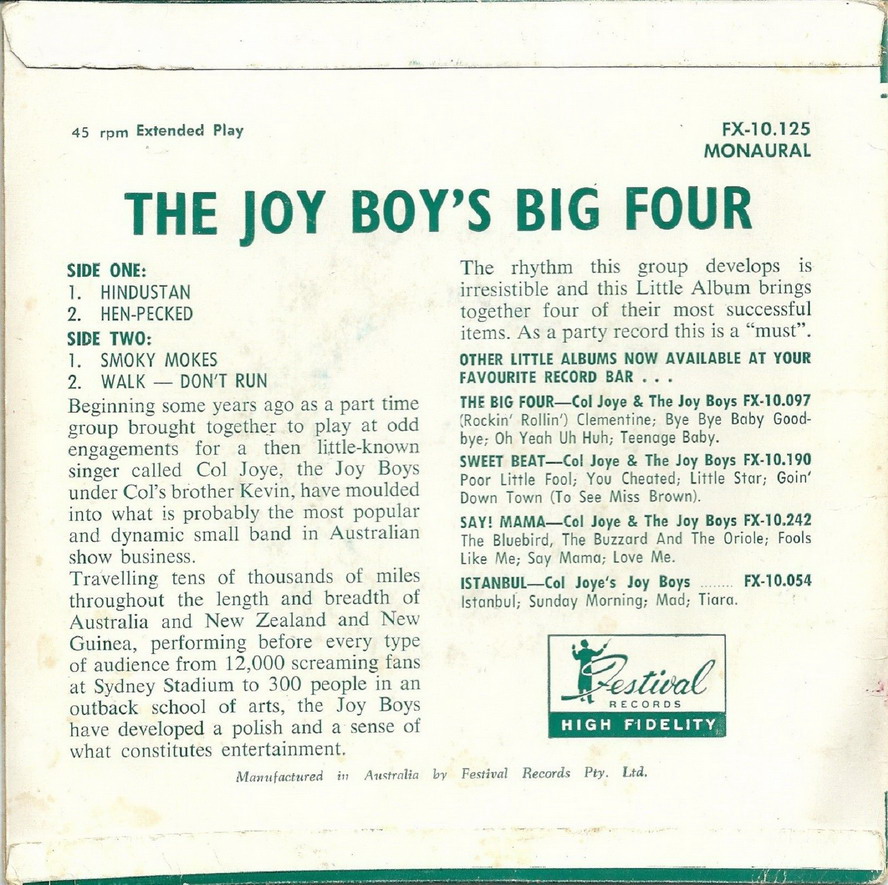 45 rpm Extended Play
FX-10.125
MONAURAL
THE JOY BOY'S BIG FOUR
SIDE ONE:
1. HINDUSTAN
2. HEN-PECKED
SIDE TWO:
1. SMOKY MOKES
2. WALK — DON'T RUN
Beginning some years ago as a part time
group brought together to play at odd
engagements for a then little-known
singer called Col Joye, the Joy Boys
under Col's brother Kevin, have moulded
into what is probably the most popular
and dynamic small band in Australian
show business.
Travelling tens of thousands of miles
throughout the length and breadth of
Australia and New Zealand and New
Guinea, performing before every type
of audience from 12,000 screaming fans
at Sydney Stadium to 300 people in an
outback school of arts, the Joy Boys
have developed a polish and a sense of
what constitutes entertainment.
The rhythm this group develops is
irresistible and this Little Album brings
together four of their most successful
items. As a party record this is a “must”.
OTHER LITTLE ALBUMS NOW AVAILABLE AT YOUR
FAVOURITE RECORD BAR . . .
THE BIG FOUR—Col Joye & The Joy Boys FX-10.097
(Rockin' Rollin') Clementine; Bye Bye Baby Good-
bye; Oh Yeah Uh Huh; Teenage Baby.
SWEET BEAT—Col Joye & The Joy Boys FX-10.190
Poor Little Fool; You Cheated; Little Star; Goin'
Down Town (To See Miss Brown).
SAY! MAMA—Col Joye & The Joy Boys FX-10.242
The Bluebird, The Buzzard And The Oriole; Fools
Like Me; Say Mama; Love Me.
ISTANBUL—Col Joye's Joy Boys ........ FX-10.054
Istanbul; Sunday Morning; Mad; Tiara.
Festival
RECORDS
HIGH FIDELITY
Manufactured in Australia by Festival Records Pty. Ltd.